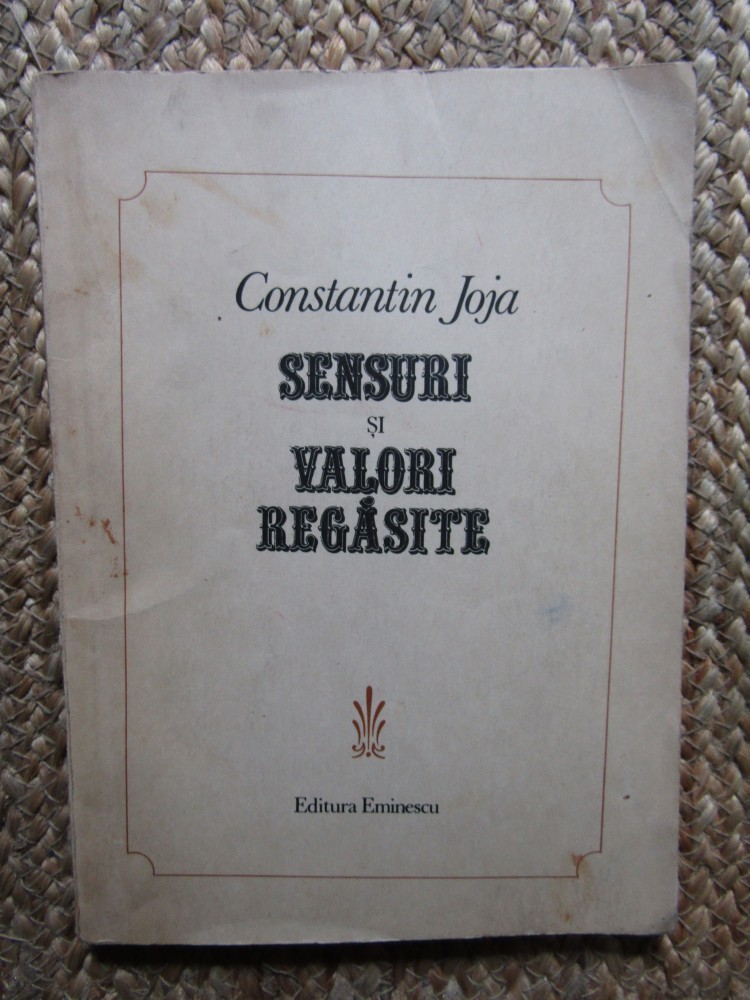 Constantin Joja
SENSURI
ȘI
VALORI
REGĂSITE
Editura Eminescu